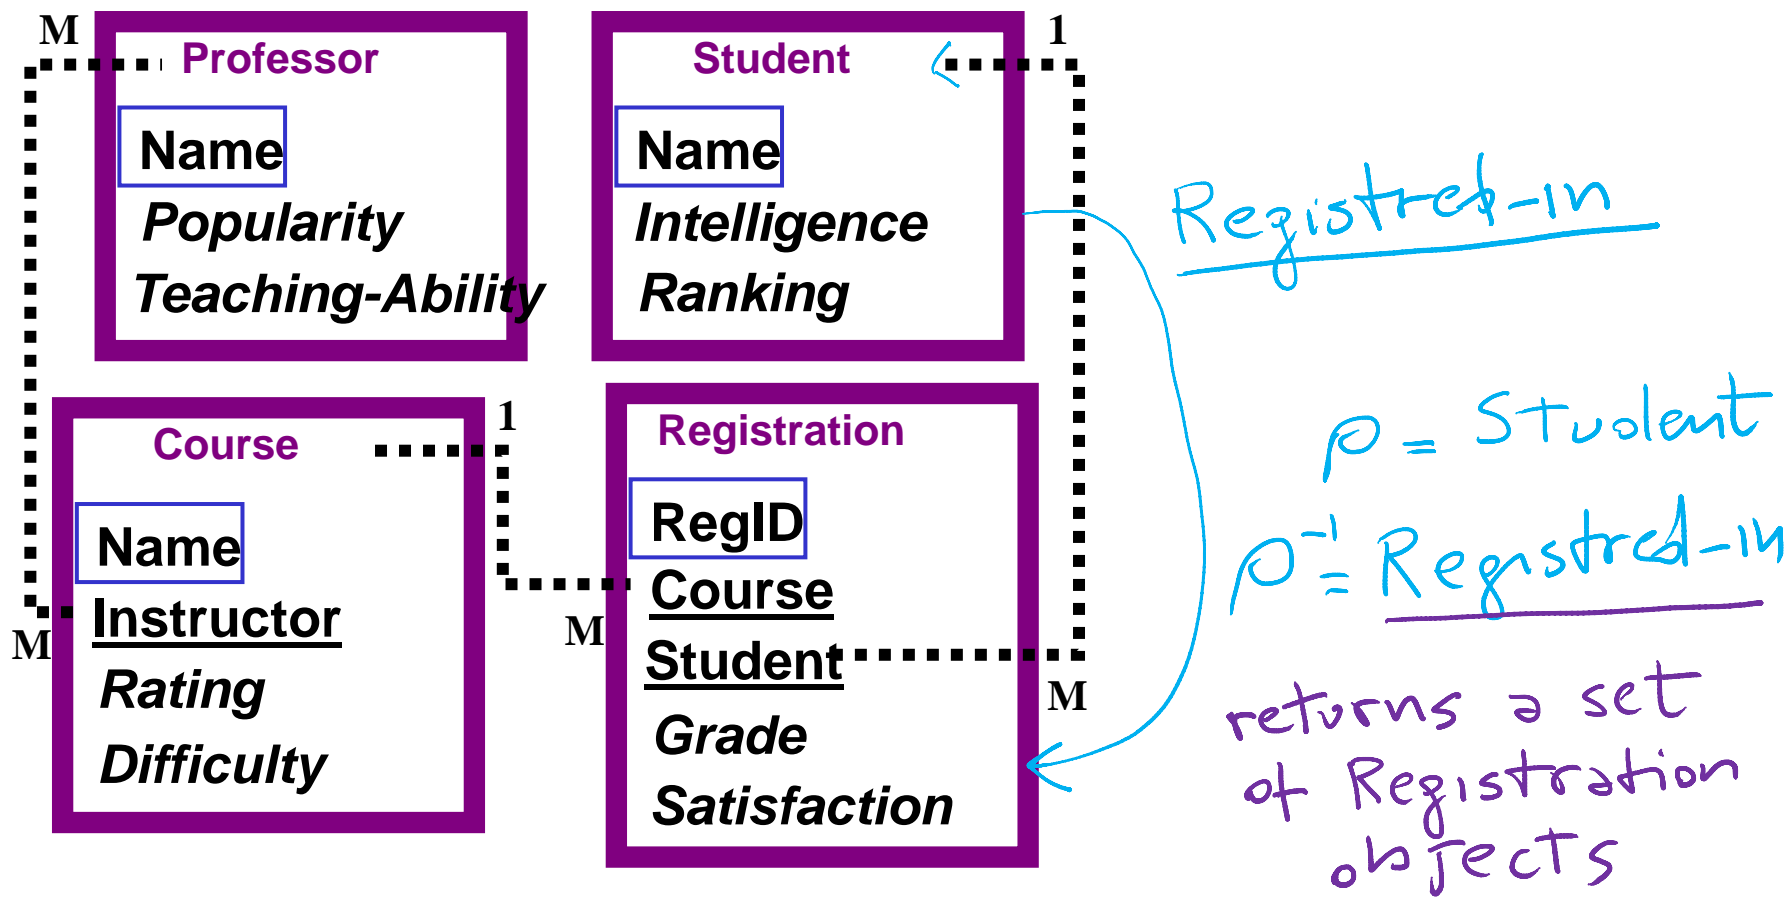 M
Professor
Name
Popularity
Teaching-Ability
1
Student
Name
Intelligence
Ranking
M
Course
1
Name
Instructor
Rating
Difficulty
Registration
RegID
M
Course
Student
M
Grade
Satisfaction
Registred-in
ρ = Student
ρ⁻¹ = Registred-in
returns a set
of Registration
objects